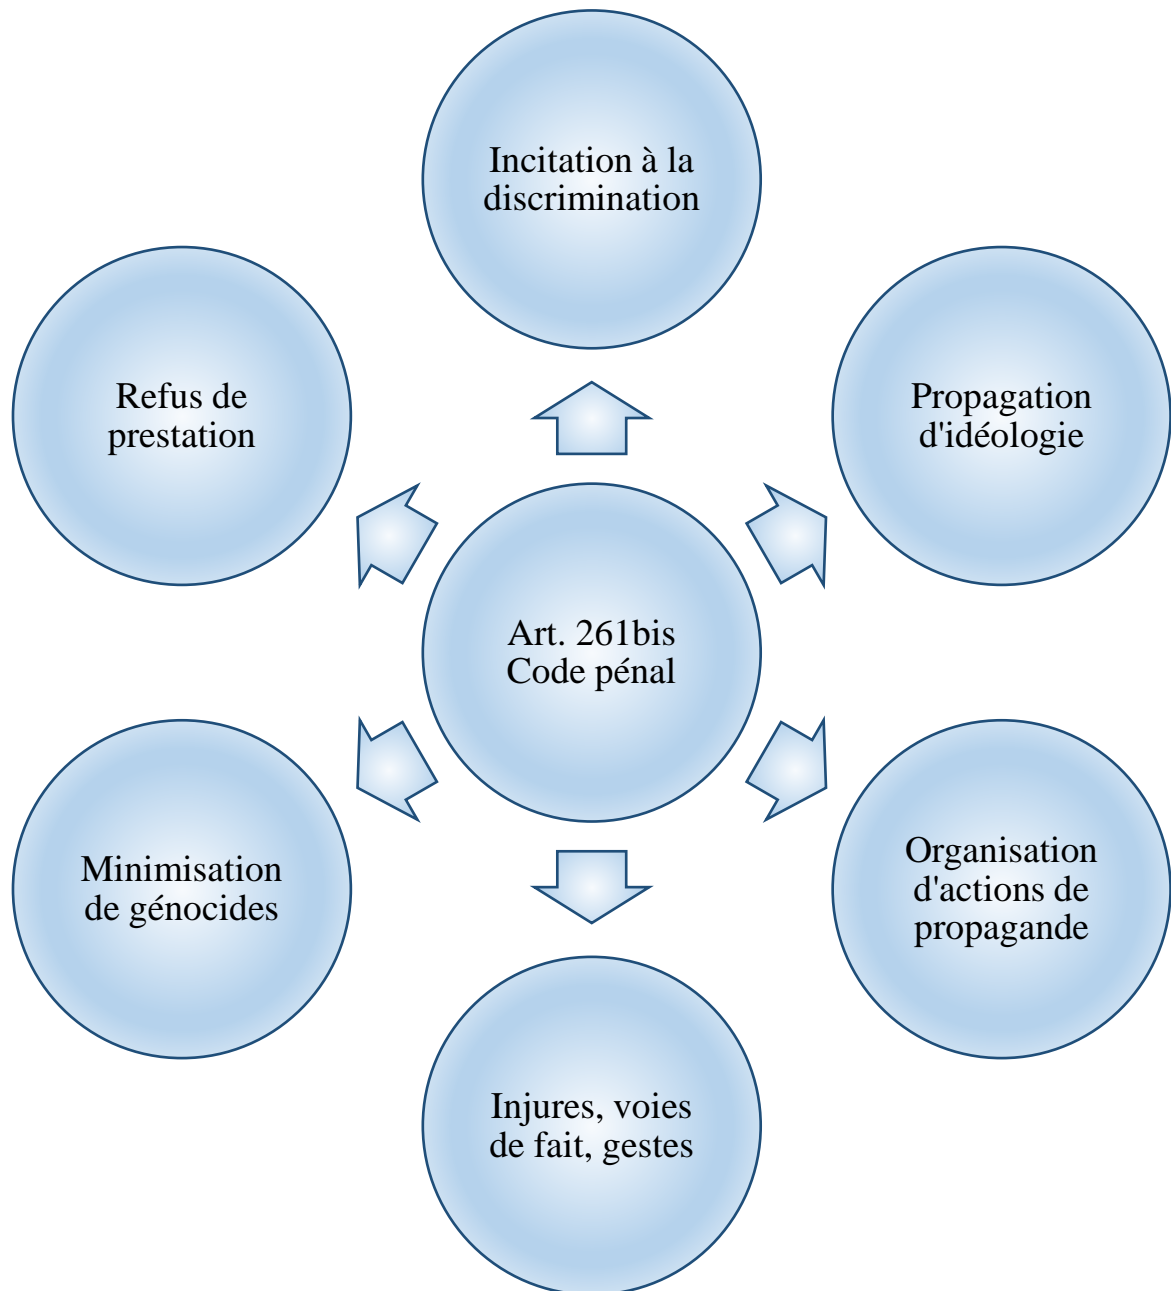 Incitation à la
discrimination
Refus de
prestation
Propagation
d'idéologie
Art. 261bis
Code pénal
Minimisation
de génocides
Organisation
d'actions de
propagande
Injures, voies
de fait, gestes